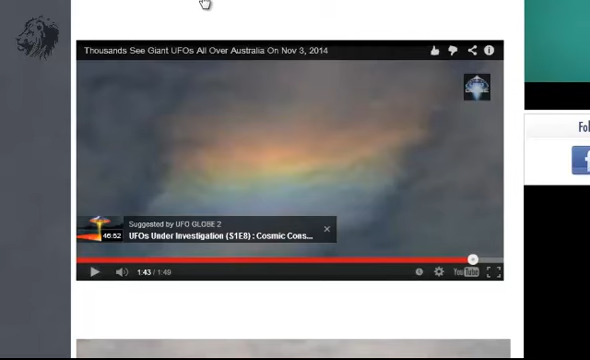 Thousands See Giant UFOs All Over Australia On Nov 3, 2014
Fol
Suggested by UFO GLOBE 2
46:52
UFOs Under Investigation (S1E8) : Cosmic Cons...
1:43 / 1:49
YouTube